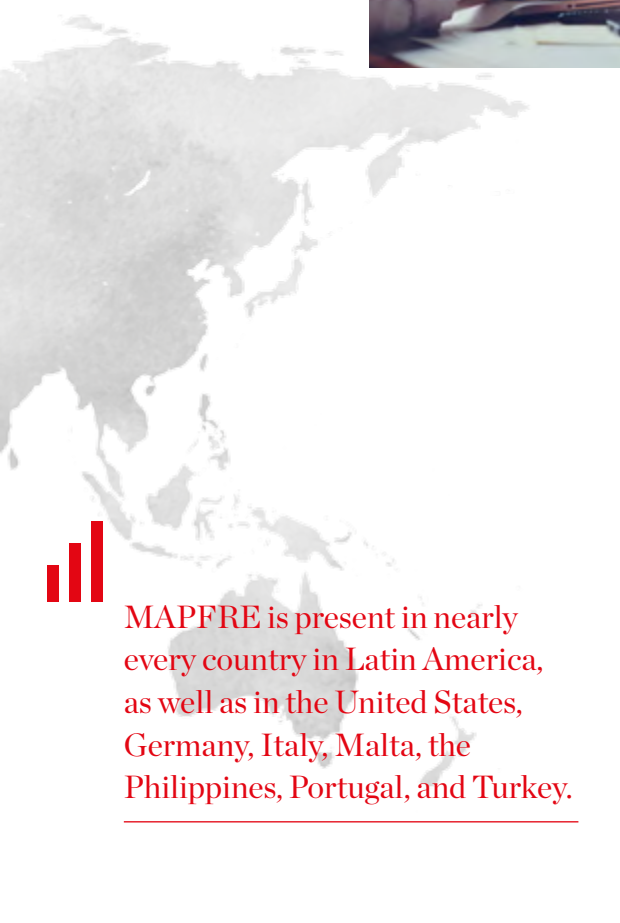 MAPFRE is present in nearly
every country in Latin America,
as well as in the United States,
Germany, Italy, Malta, the
Philippines, Portugal, and Turkey.